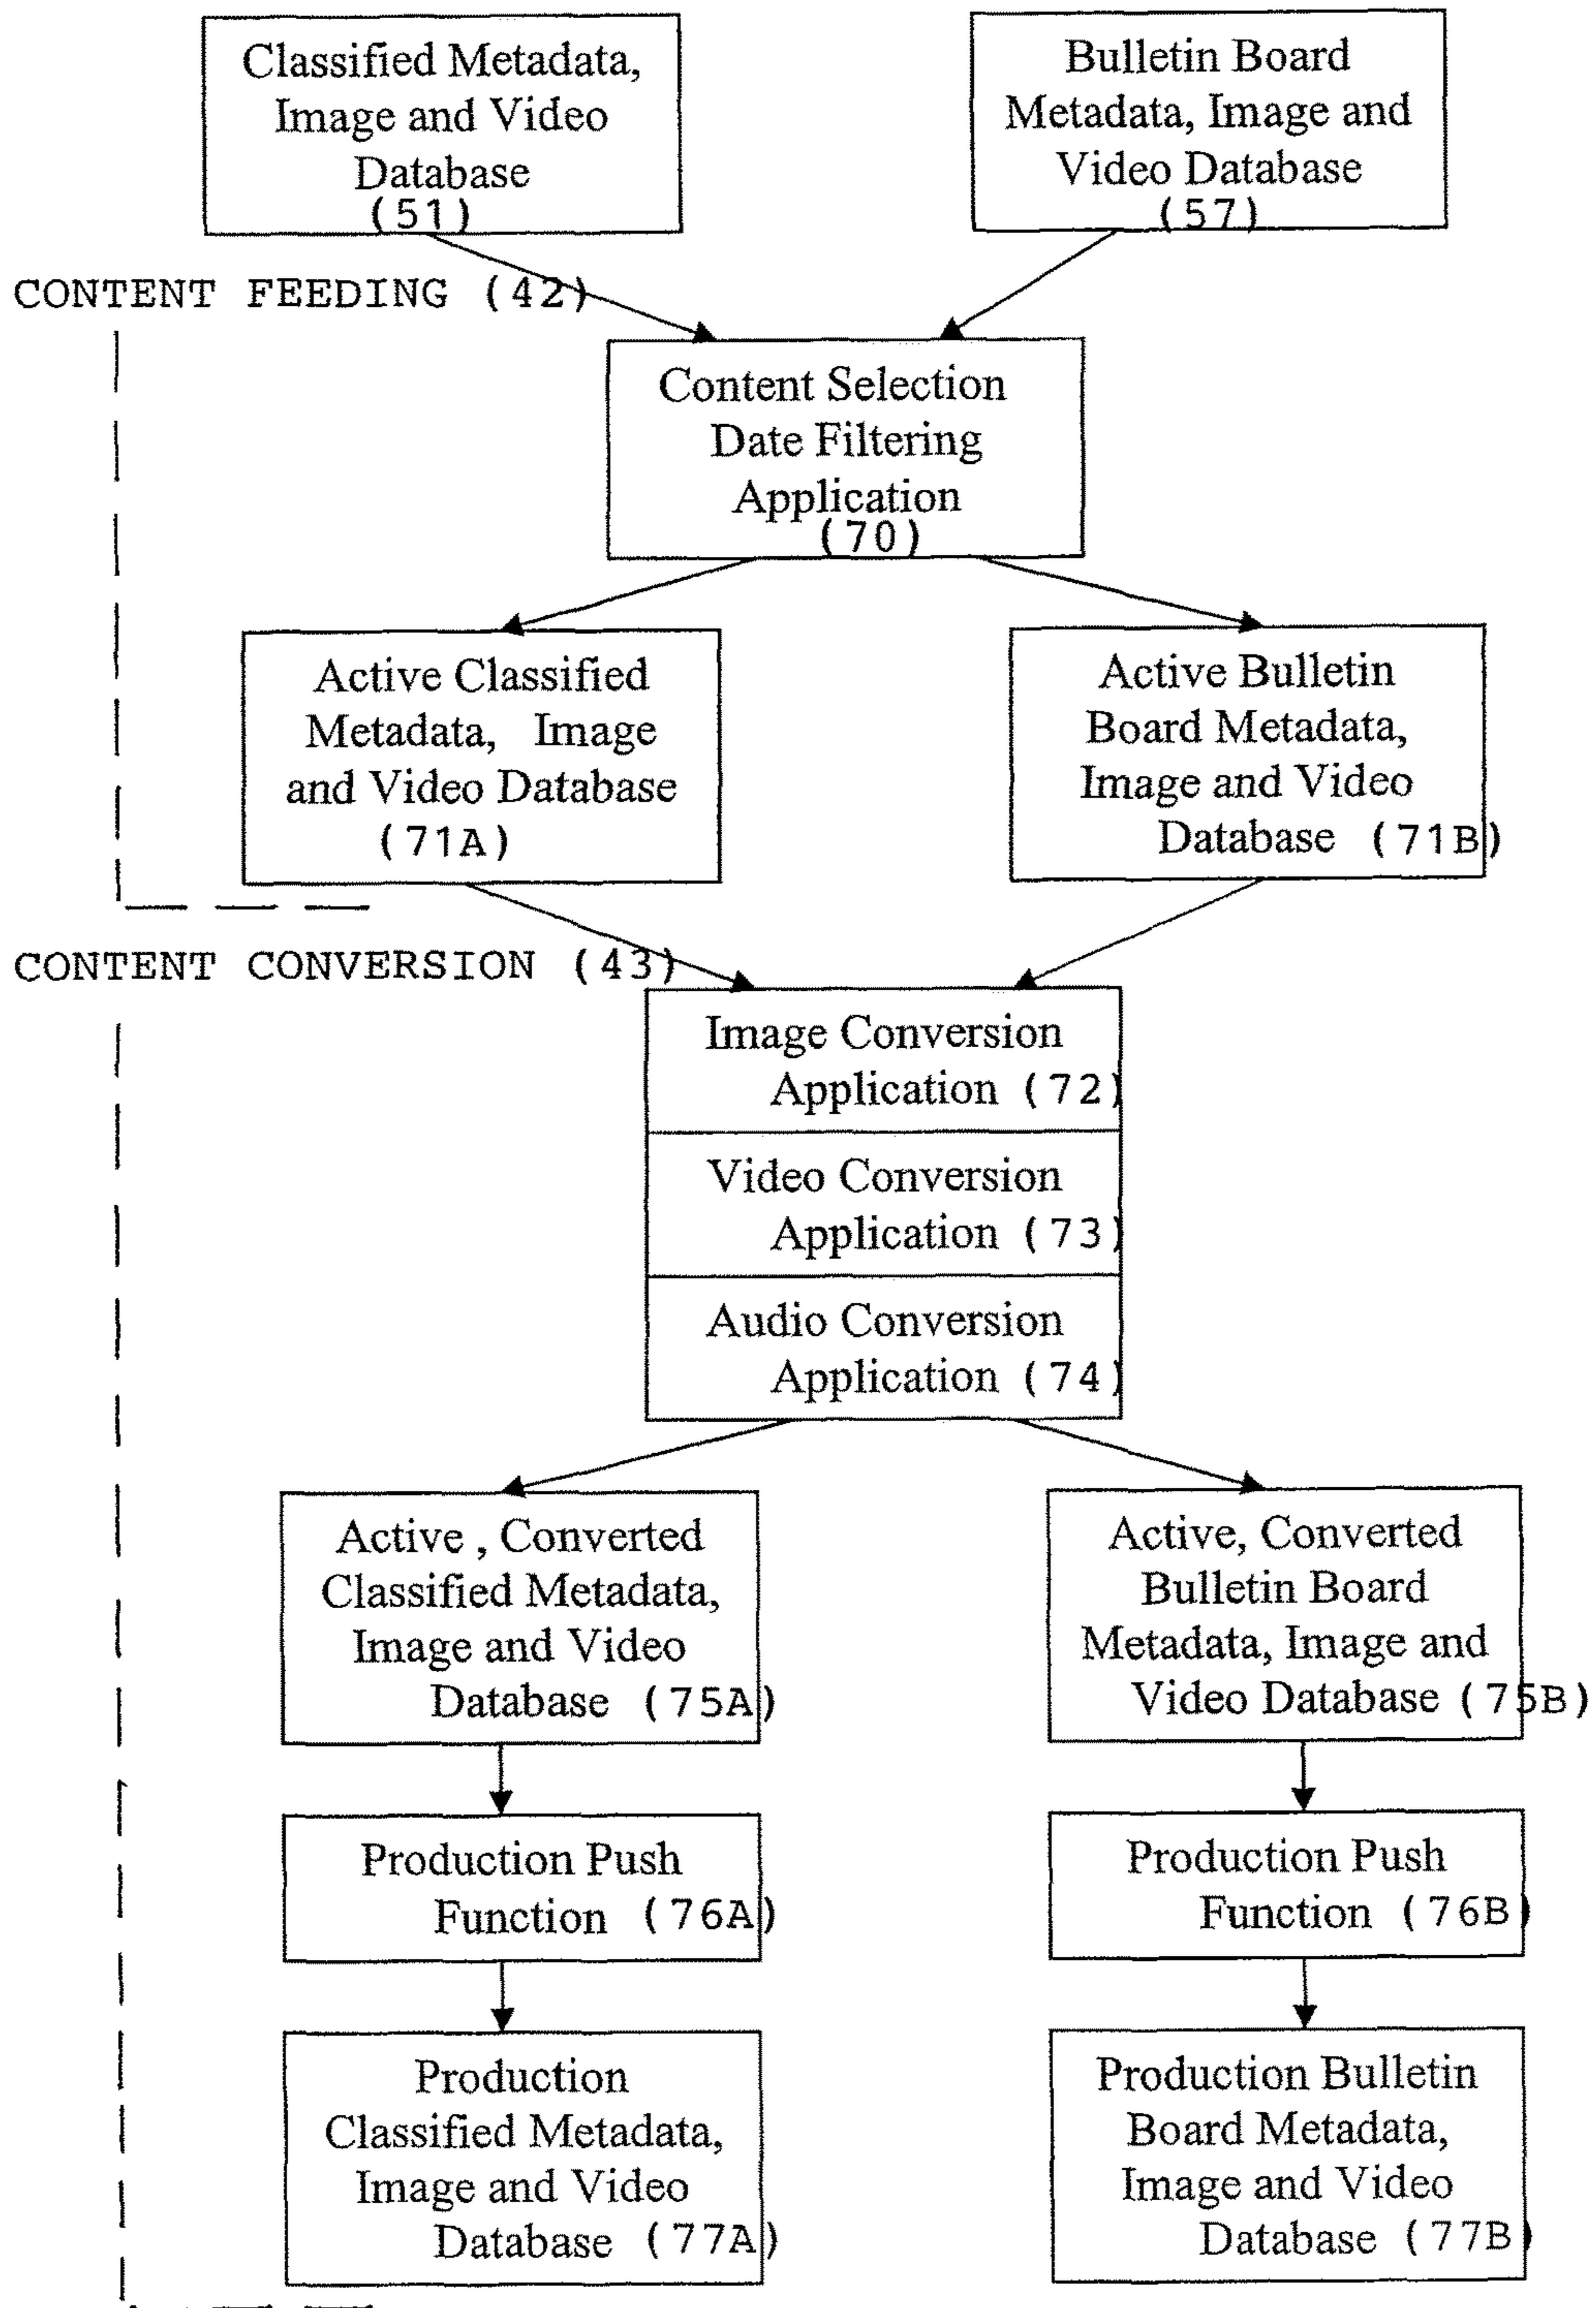 Classified Metadata,
Image and Video
Database
(51)
Bulletin Board
Metadata, Image and
Video Database
(57)
CONTENT FEEDING (42)
Content Selection
Date Filtering
Application
(70)
Active Classified
Metadata, Image
and Video Database
(71A)
Active Bulletin
Board Metadata,
Image and Video
Database (71B)
CONTENT CONVERSION (43)
Image Conversion
Application (72)
Video Conversion
Application (73)
Audio Conversion
Application (74)
Active , Converted
Classified Metadata,
Image and Video
Database (75A)
Active, Converted
Bulletin Board
Metadata, Image and
Video Database (75B)
Production Push
Function (76A)
Production Push
Function (76B)
Production
Classified Metadata,
Image and Video
Database (77A)
Production Bulletin
Board Metadata,
Image and Video
Database (77B)